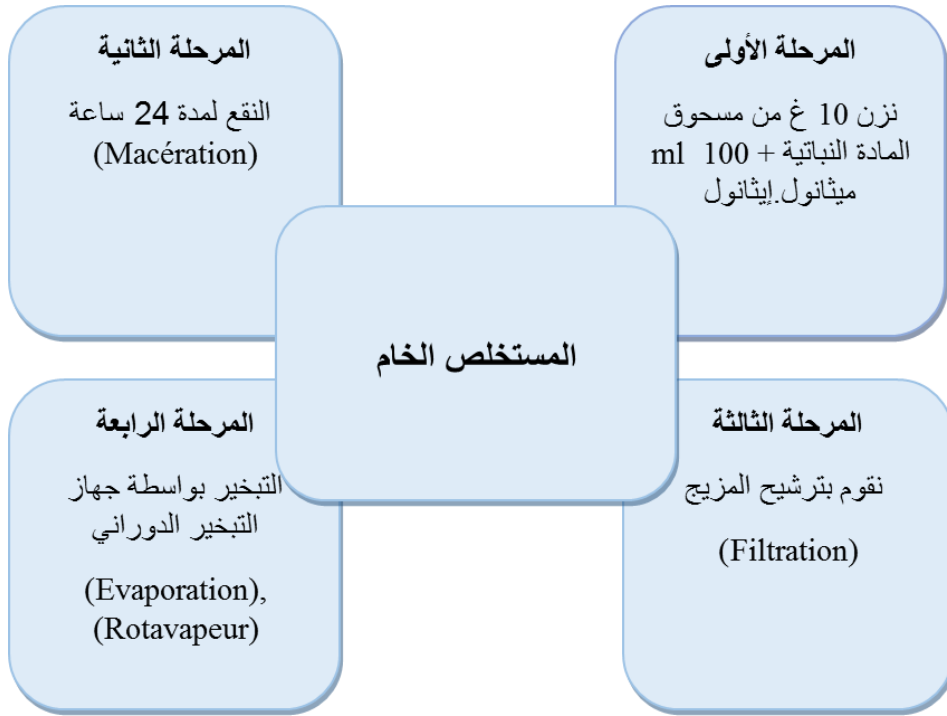 المرحلة الأولى
نزن 10 غ من مسحوق
المادة النباتية + 100 ml
ميثانول.إيثانول
المرحلة الثانية
النقع لمدة 24 ساعة
(Macération)
المستخلص الخام
المرحلة الثالثة
نقوم بترشيح المزيج
(Filtration)
المرحلة الرابعة
التبخير بواسطة جهاز
التبخير الدوراني
(Evaporation),
(Rotavapeur)